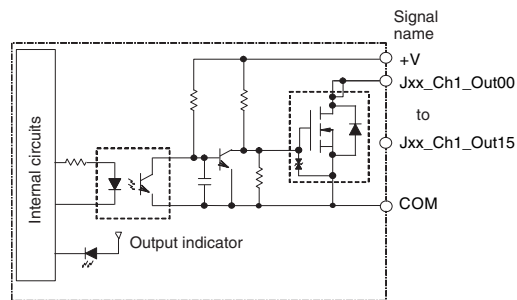 Signal
name
+V
Jxx_Ch1_Out00
to
Jxx_Ch1_Out15
COM
Internal circuits
Output indicator